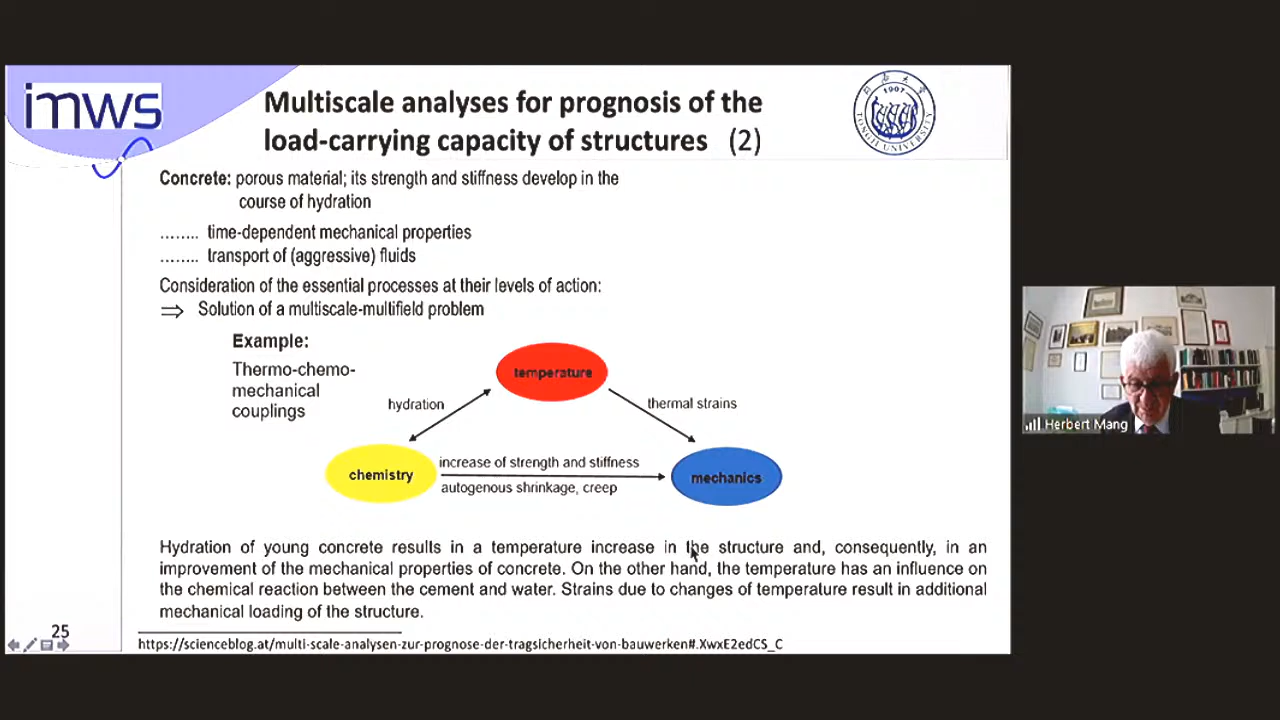 imws
Multiscale analyses for prognosis of the
load-carrying capacity of structures (2)
1907
TONGJI UNIVERSITY
Concrete: porous material; its strength and stiffness develop in the
course of hydration
........ time-dependent mechanical properties
........ transport of (aggressive) fluids
Consideration of the essential processes at their levels of action:
⇒ Solution of a multiscale-multifield problem
Example:
Thermo-chemo-
mechanical
couplings
temperature
hydration
thermal strains
chemistry
increase of strength and stiffness
autogenous shrinkage, creep
mechanics
Hydration of young concrete results in a temperature increase in the structure and, consequently, in an
improvement of the mechanical properties of concrete. On the other hand, the temperature has an influence on
the chemical reaction between the cement and water. Strains due to changes of temperature result in additional
mechanical loading of the structure.
25
https://scienceblog.at/multi-scale-analysen-zur-prognose-der-tragsicherheit-von-bauwerken#.XwxE2edCS_C
Herbert Mang